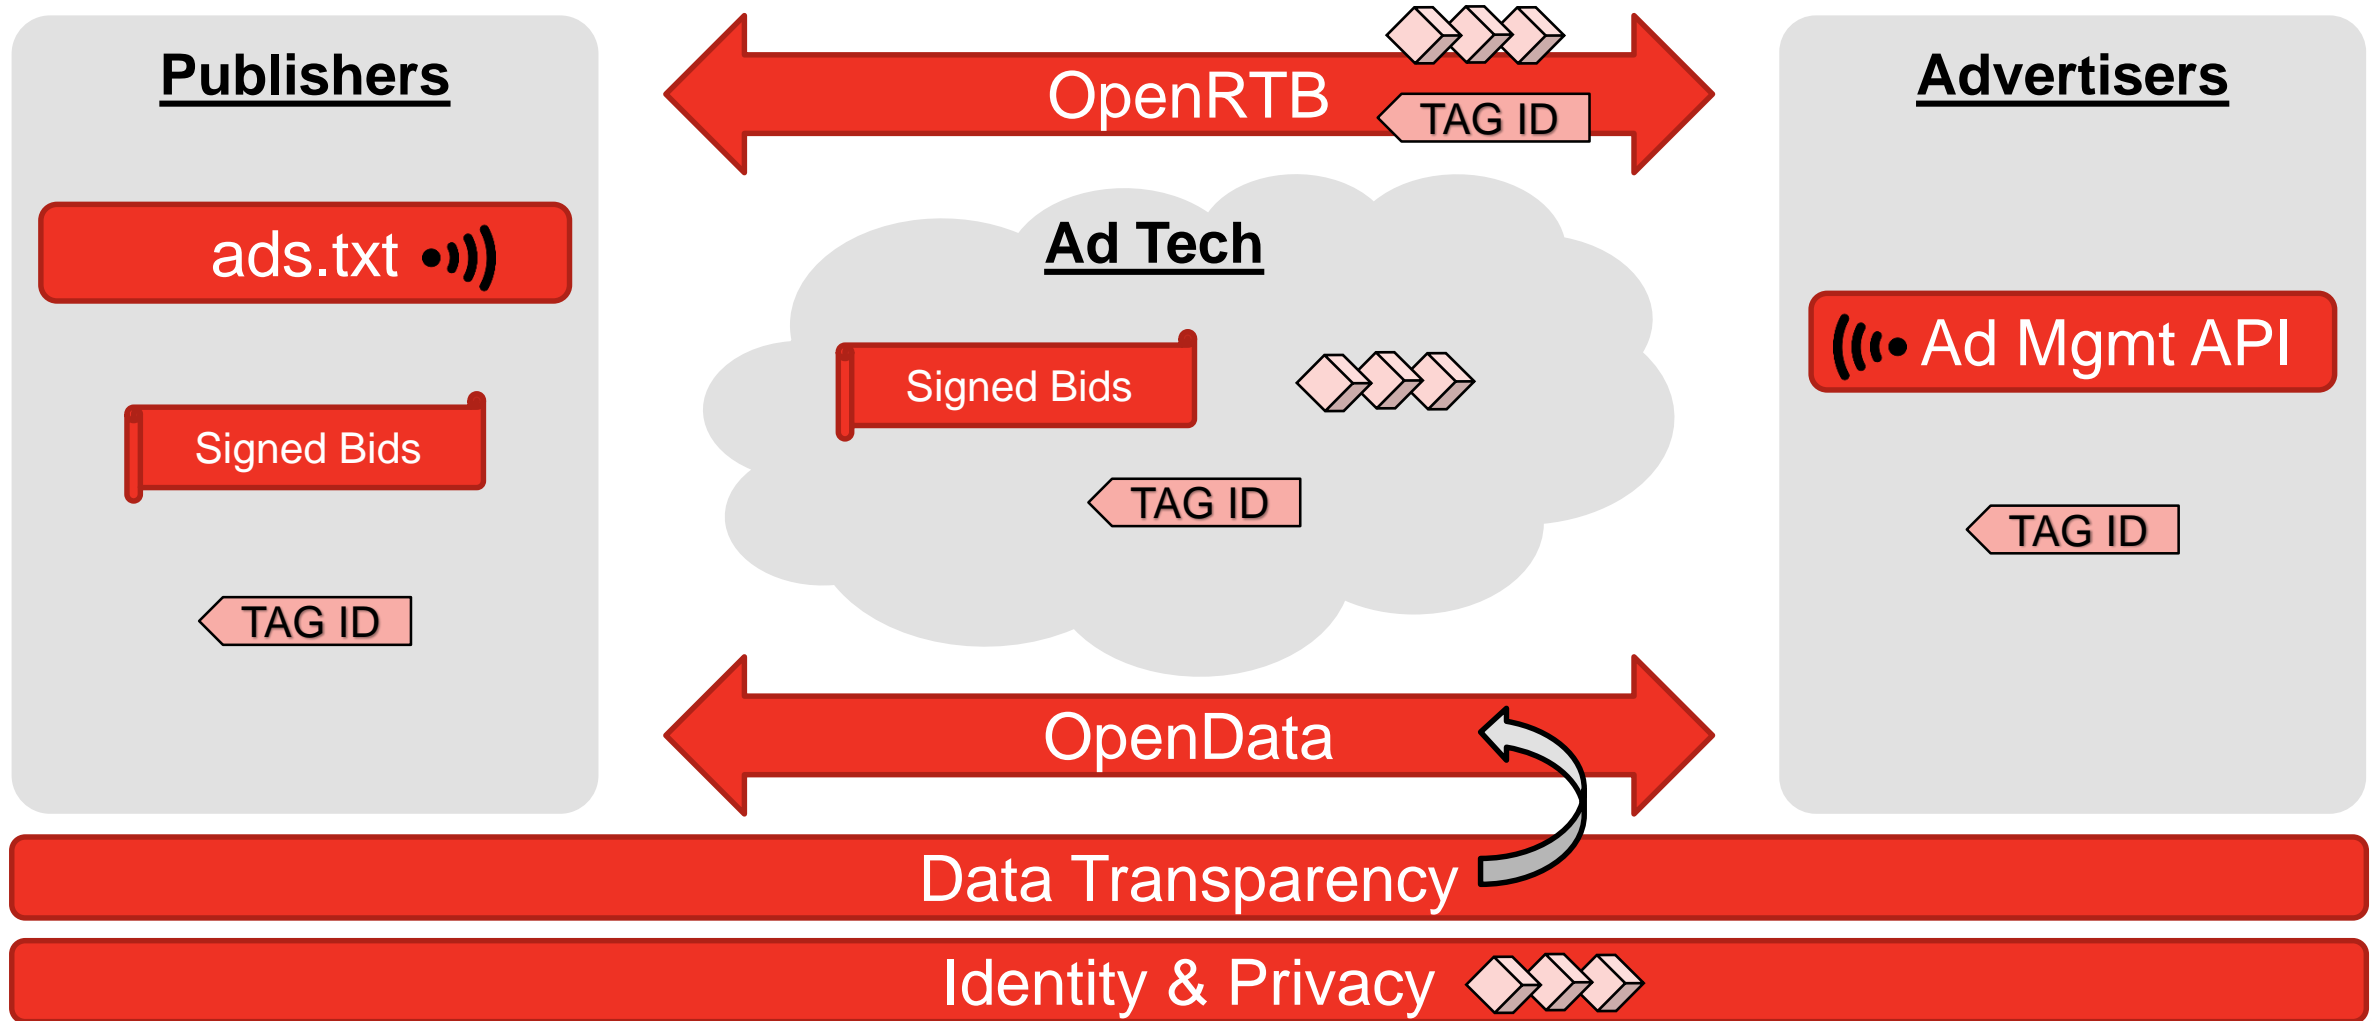 Publishers
ads.txt
Signed Bids
TAG ID
OpenRTB
TAG ID
Ad Tech
Signed Bids
TAG ID
OpenData
Advertisers
Ad Mgmt API
TAG ID
Data Transparency
Identity & Privacy